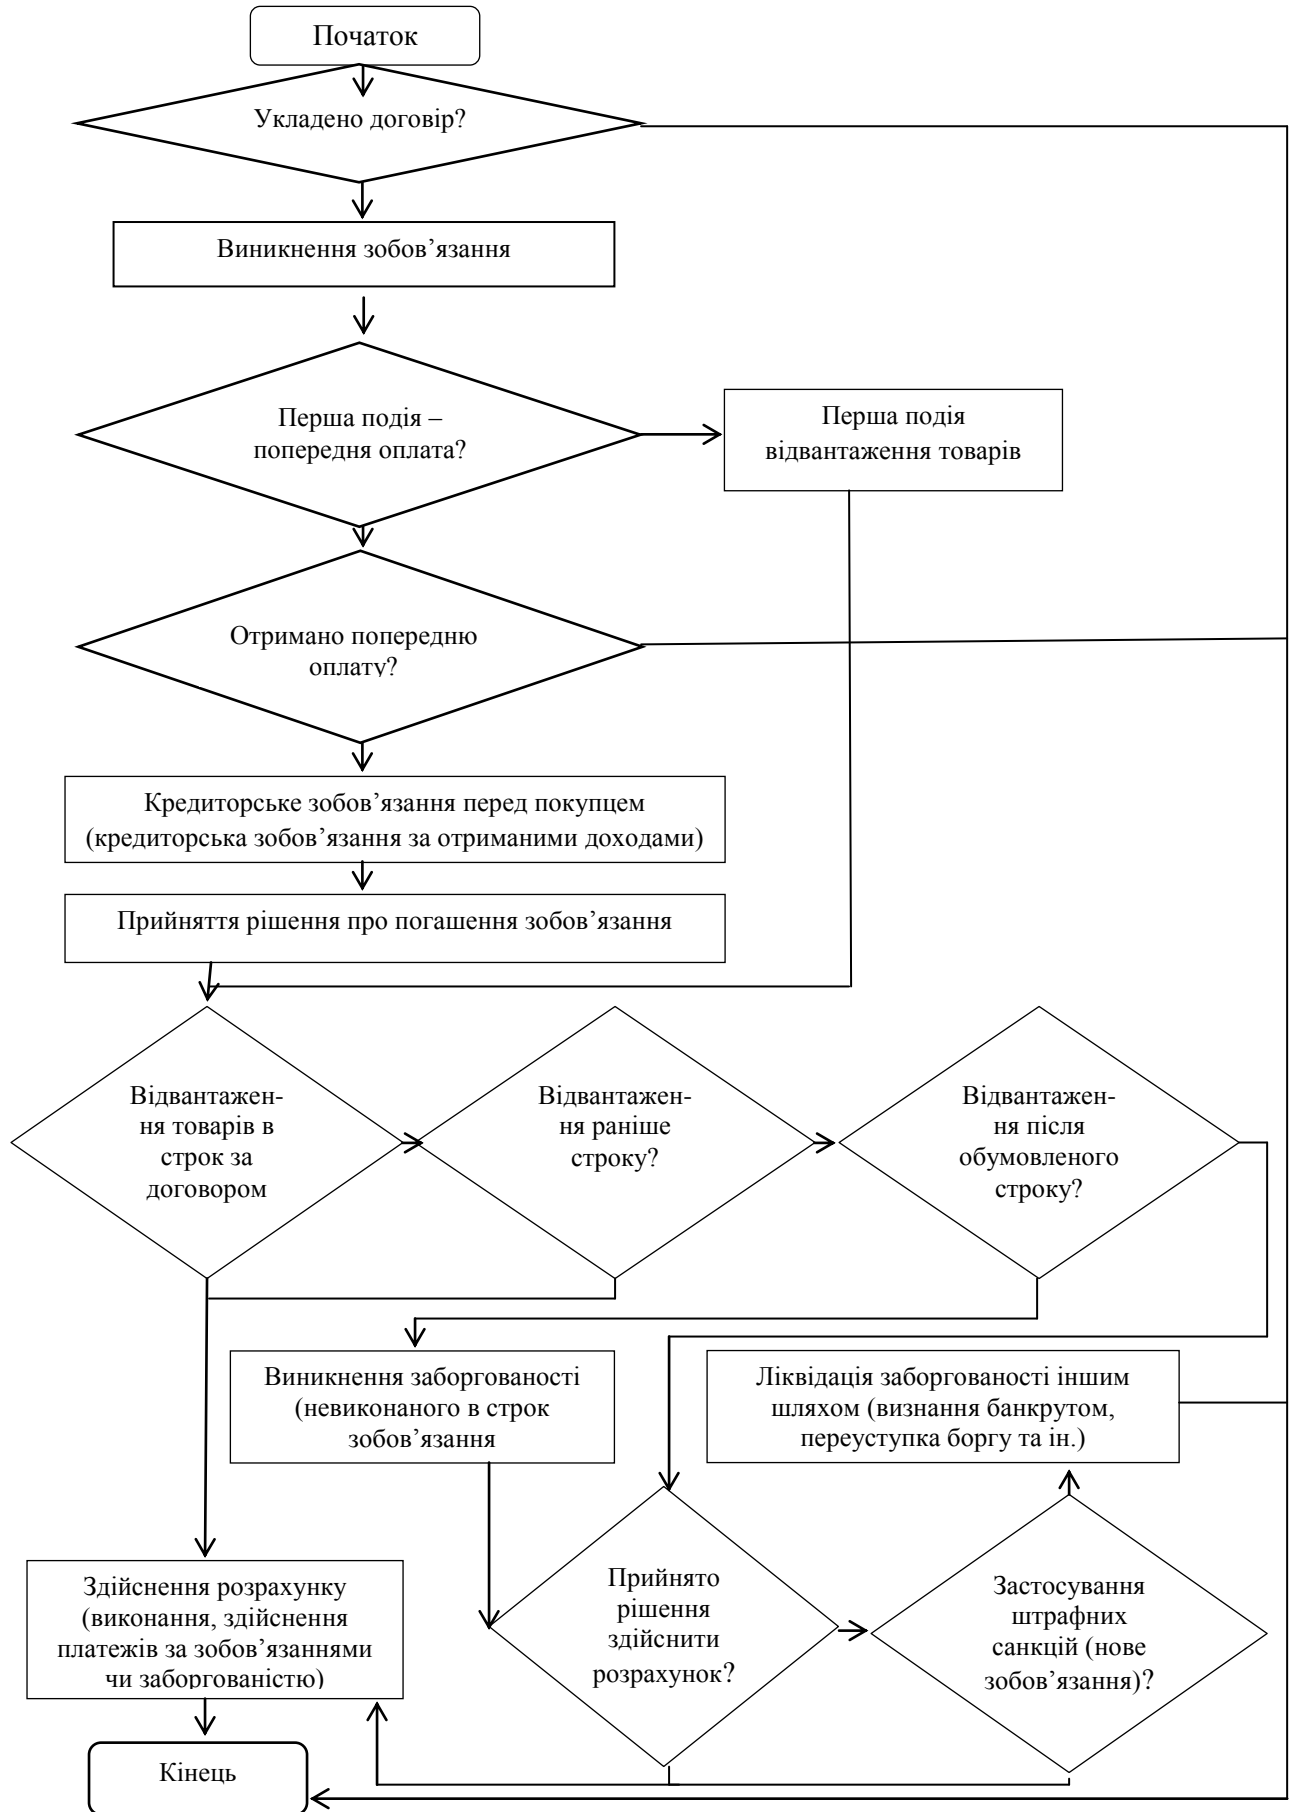 Початок
Укладено договір?
Виникнення зобов’язання
Перша подія –
попередня оплата?
Перша подія
відвантаження товарів
Отримано попередню
оплату?
Кредиторське зобов’язання перед покупцем
(кредиторська зобов’язання за отриманими доходами)
Прийняття рішення про погашення зобов’язання
Відвантажен-
ня товарів в
строк за
договором
Відвантажен-
ня раніше
строку?
Відвантажен-
ня після
обумовленого
строку?
Виникнення заборгованості
(невиконаного в строк
зобов’язання
Ліквідація заборгованості іншим
шляхом (визнання банкрутом,
переуступка боргу та ін.)
Здійснення розрахунку
(виконання, здійснення
платежів за зобов’язаннями
чи заборгованістю)
Прийнято
рішення
здійснити
розрахунок?
Застосування
штрафних
санкцій (нове
зобов’язання)?
Кінець